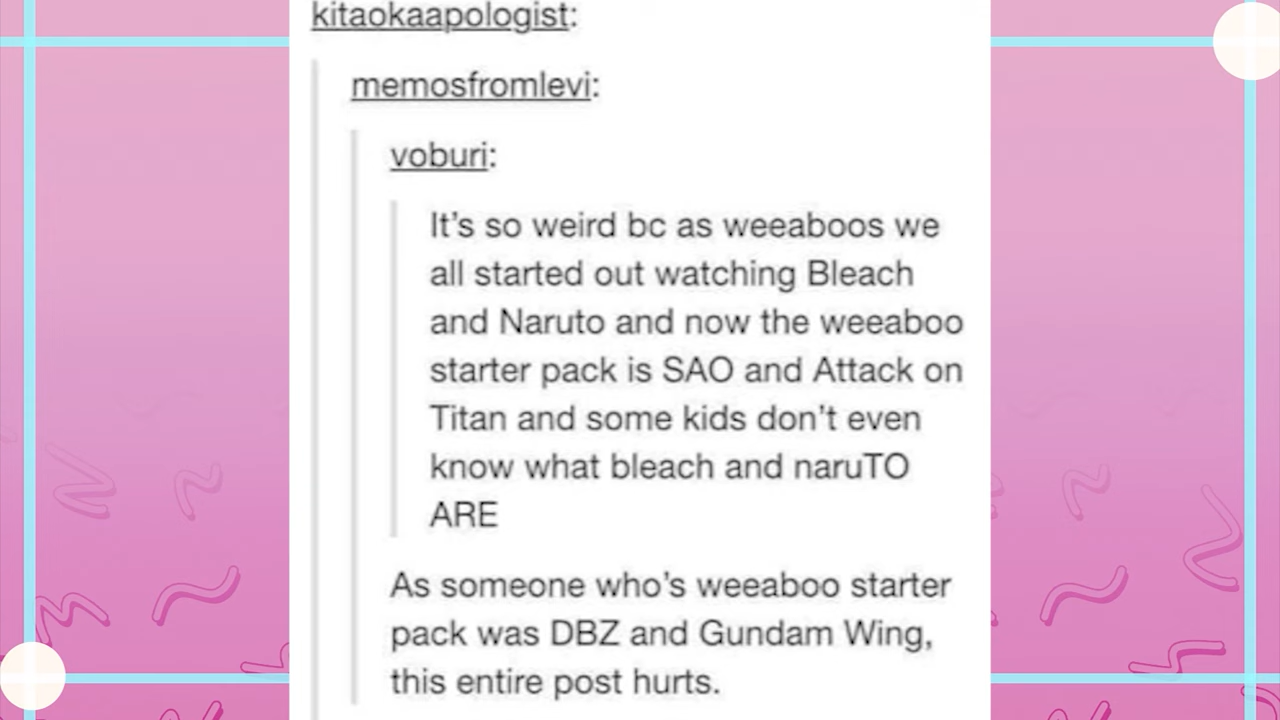 kitaokaapologist:
memosfromlevi:
voburi:
It's so weird bc as weeaboos we
all started out watching Bleach
and Naruto and now the weeaboo
starter pack is SAO and Attack on
Titan and some kids don't even
know what bleach and naruTO
ARE
As someone who's weeaboo starter
pack was DBZ and Gundam Wing,
this entire post hurts.